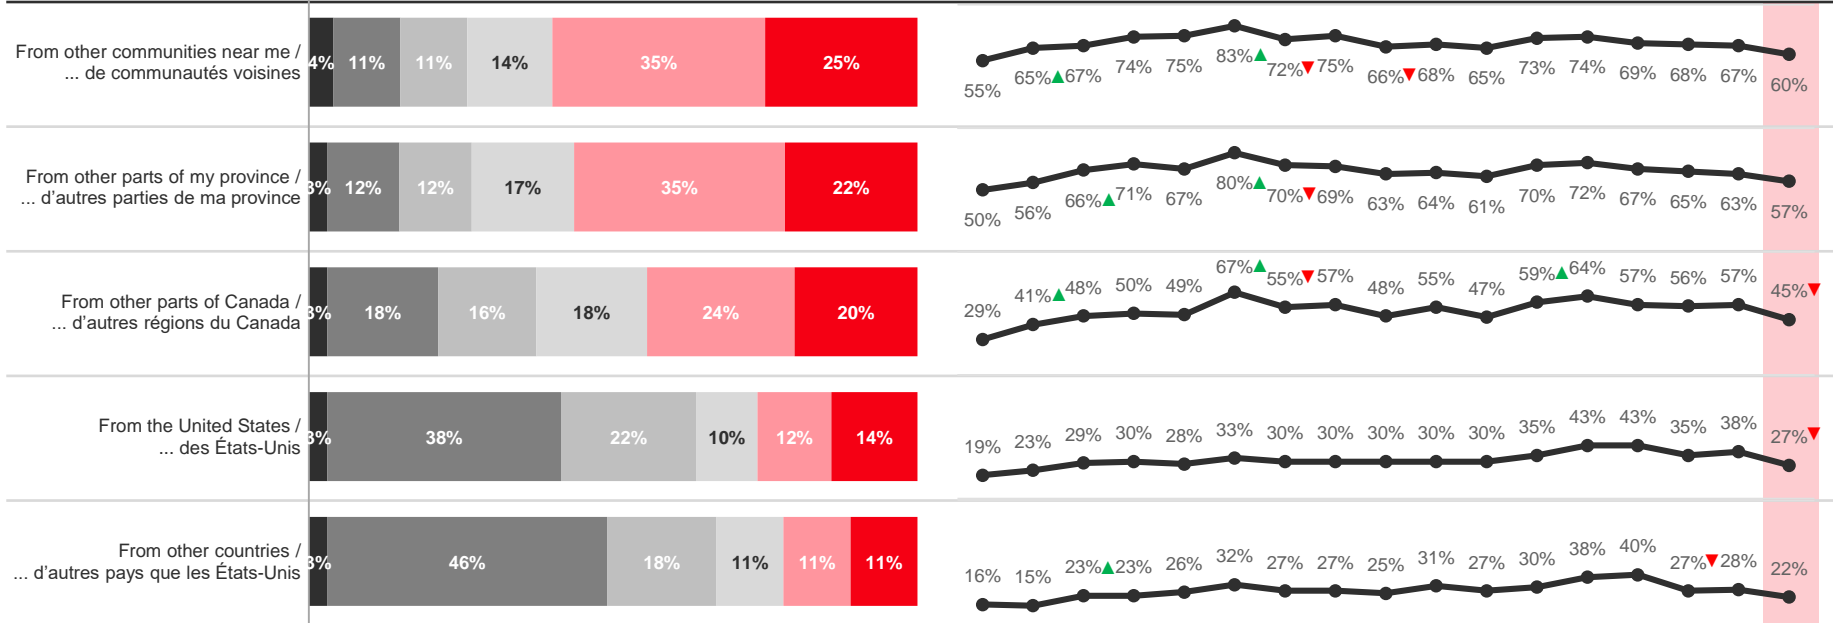 From other communities near me /
... de communautés voisines
4% 11% 11% 14% 35% 25%
55% 65% 67% 74% 75% 83% 72% 75% 66% 68% 65% 73% 74% 69% 68% 67% 60%
From other parts of my province /
... d'autres parties de ma province
3% 12% 12% 17% 35% 22%
50% 56% 66% 71% 67% 80% 70% 69% 63% 64% 61% 70% 72% 67% 65% 63% 57%
From other parts of Canada /
... d'autres régions du Canada
3% 18% 16% 18% 24% 20%
29% 41% 48% 50% 49% 67% 55% 57% 48% 55% 47% 59% 64% 57% 56% 57% 45%
From the United States /
... des États-Unis
3% 38% 22% 10% 12% 14%
19% 23% 29% 30% 28% 33% 30% 30% 30% 30% 30% 35% 43% 43% 35% 38% 27%
From other countries /
... d'autres pays que les États-Unis
3% 46% 18% 11% 11% 11%
16% 15% 23% 23% 26% 32% 27% 27% 25% 31% 27% 30% 38% 40% 27% 28% 22%